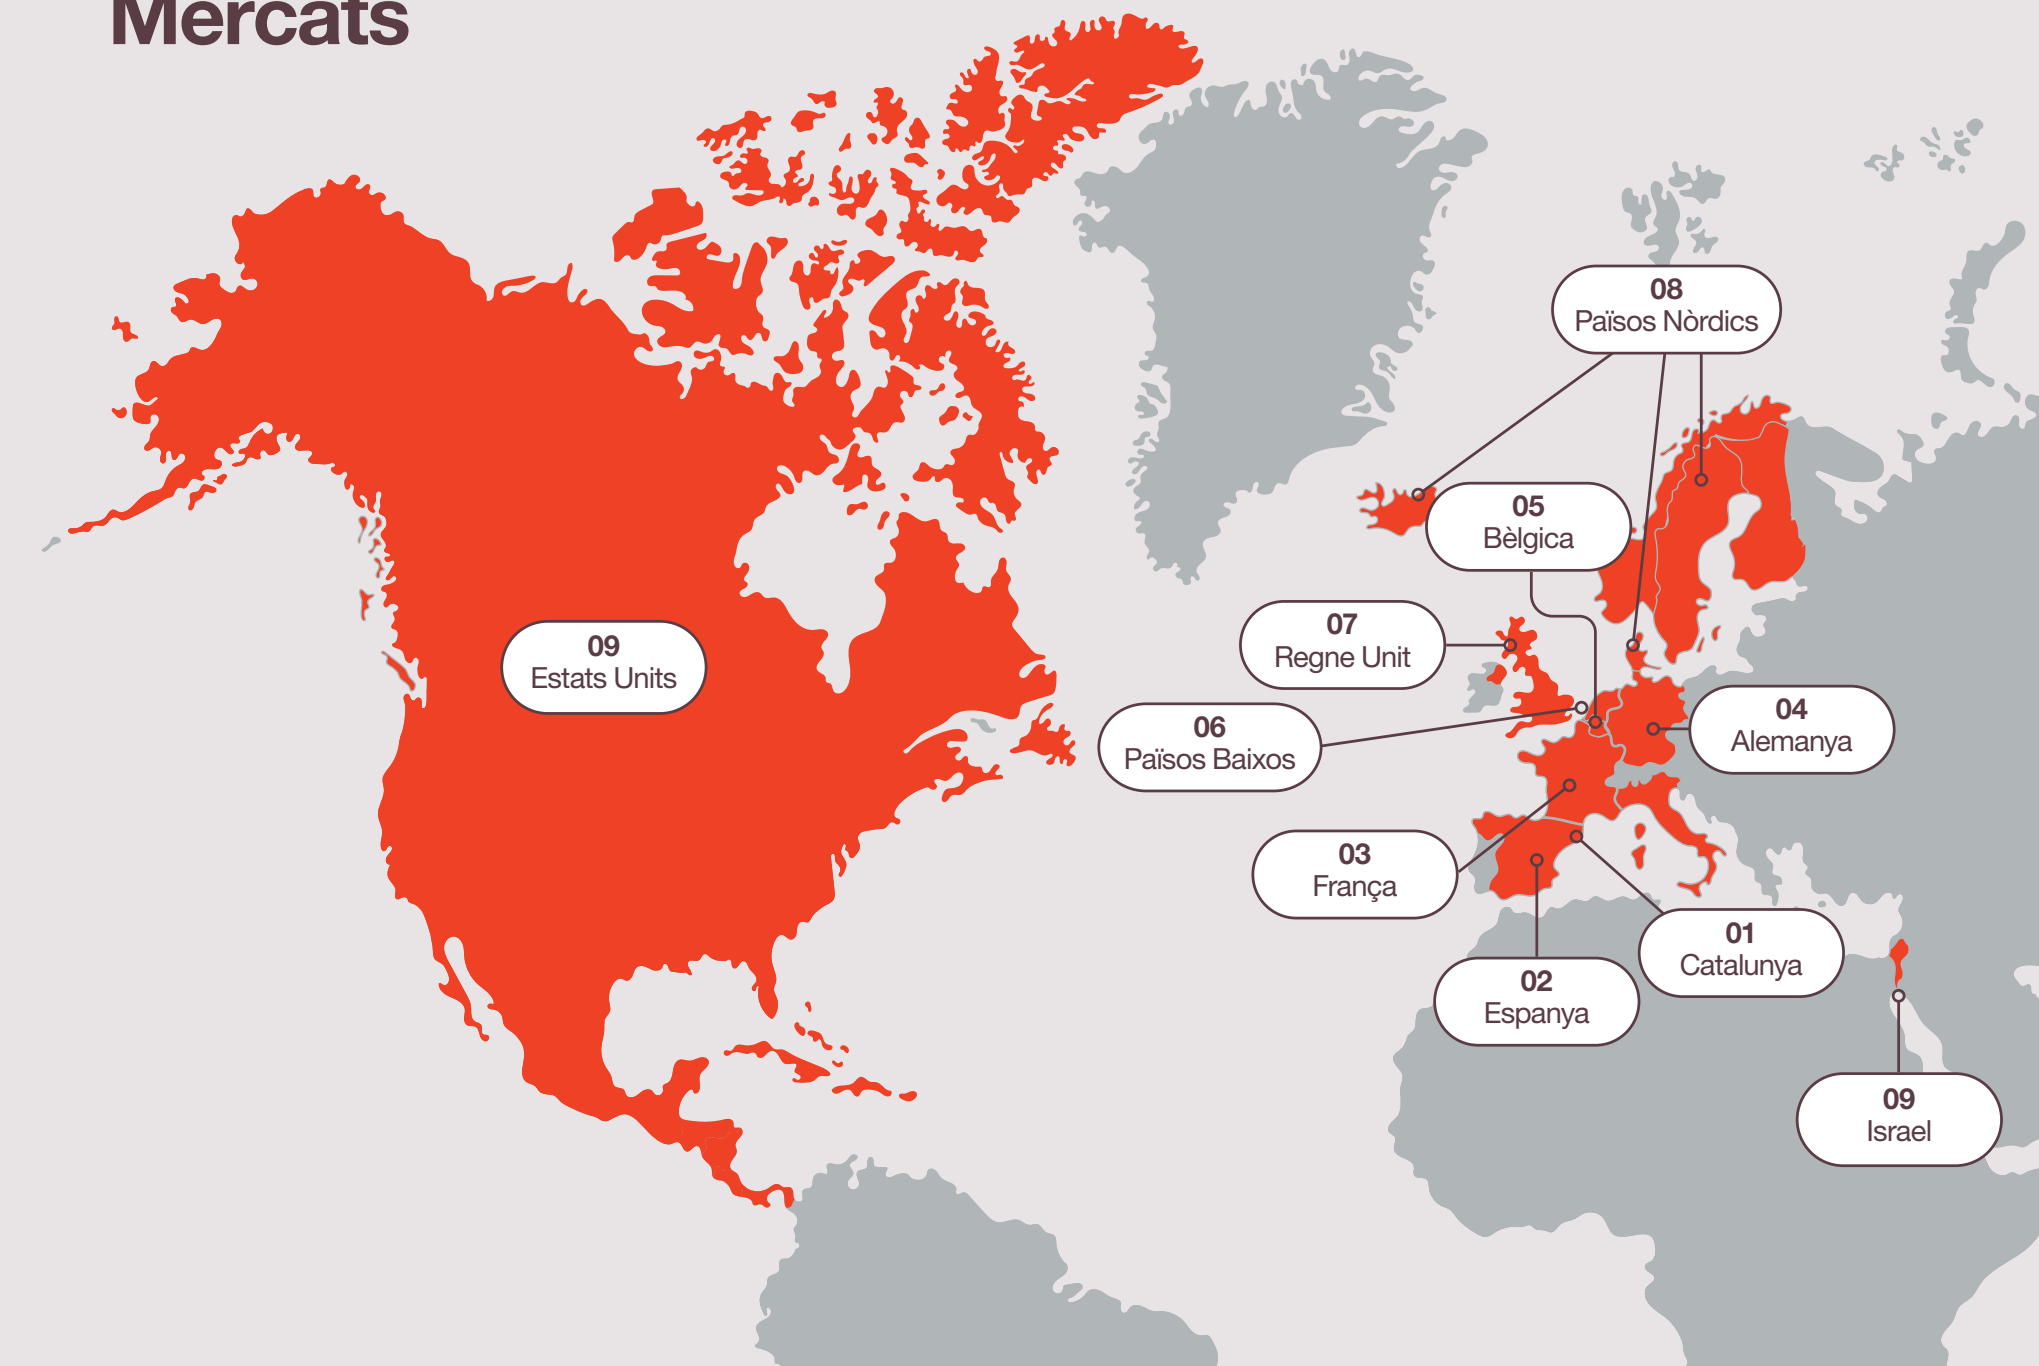 Mercats
08
Països Nòrdics
05
Bèlgica
07
Regne Unit
09
Estats Units
06
Països Baixos
04
Alemanya
03
França
01
Catalunya
02
Espanya
09
Israel